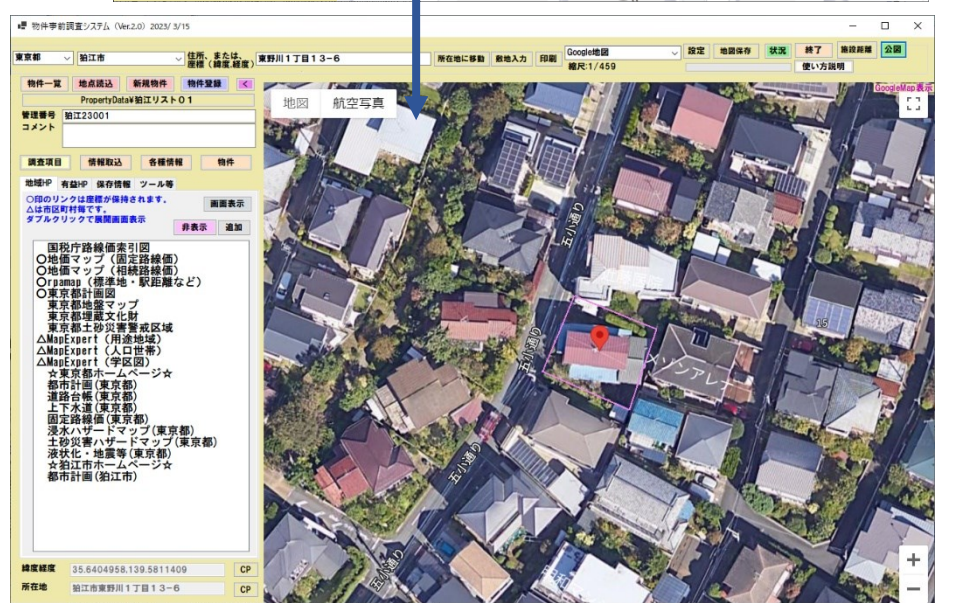 物件事前調査システム (Ver.2.0) 2023/ 3/15
東京都 狛江市 住所、または、座標(緯度.経度) 東野川1丁目13-6 所在地に移動 敷地入力 印刷 Google地図 設定 地図保存 状況 終了 施設距離 公図
縮尺:1/459 使い方説明
物件一覧 地点読込 新規物件 物件登録 <
PropertyData¥狛江リスト01
管理番号 狛江23001
コメント
調査項目 情報取込 各種情報 物件
地域HP 有益HP 保存情報 ツール等
〇印のリンクは座標が保持されます。
△は市区町村毎です。
ダブルクリックで展開画面表示
画面表示
非表示 追加
国税庁路線価索引図
〇地価マップ(固定路線価)
〇地価マップ(相続路線価)
〇rpamap(標準地・駅距離など)
〇東京都計画図
東京都地盤マップ
東京都埋蔵文化財
東京都土砂災害警戒区域
△MapExpert(用途地域)
△MapExpert(人口世帯)
△MapExpert(学区図)
☆東京都ホームページ☆
都市計画(東京都)
道路台帳(東京都)
上下水道(東京都)
固定路線価(東京都)
浸水ハザードマップ(東京都)
土砂災害ハザードマップ(東京都)
液状化・地震等(東京都)
☆狛江市ホームページ☆
都市計画(狛江市)
緯度経度 35.6404958,139.5811409 CP
所在地 狛江市東野川1丁目13-6 CP
地図 航空写真
GoogleMap表示
五小通り
五小通り
五小通り
五小通り
メゾンアレナ
15
+
−